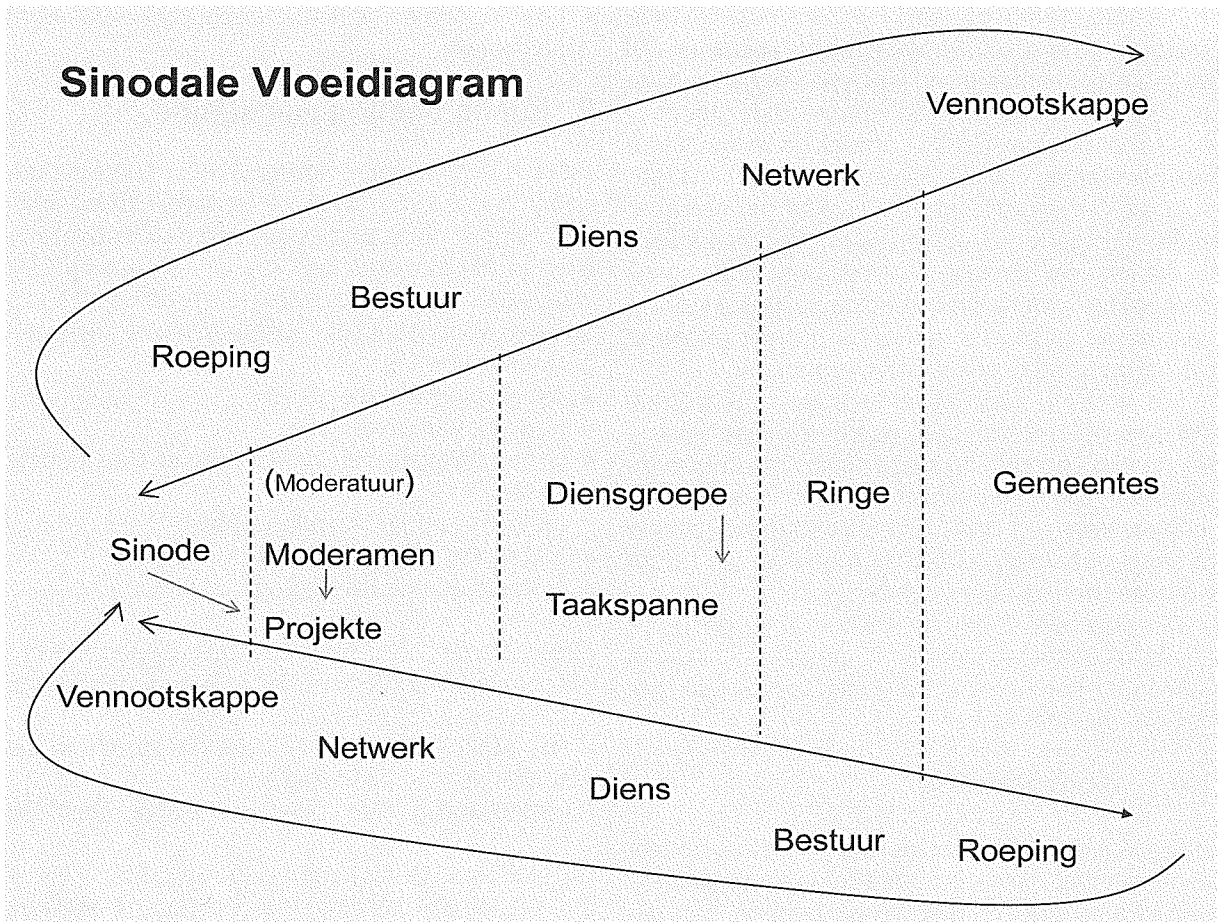 Sinodale Vloeidiagram
Vennootskappe
Netwerk
Diens
Bestuur
Roeping
(Moderatuur)
Diensgroepe
Ringe
Gemeentes
Sinode
Moderamen
Taakspanne
Projekte
Vennootskappe
Netwerk
Diens
Bestuur
Roeping